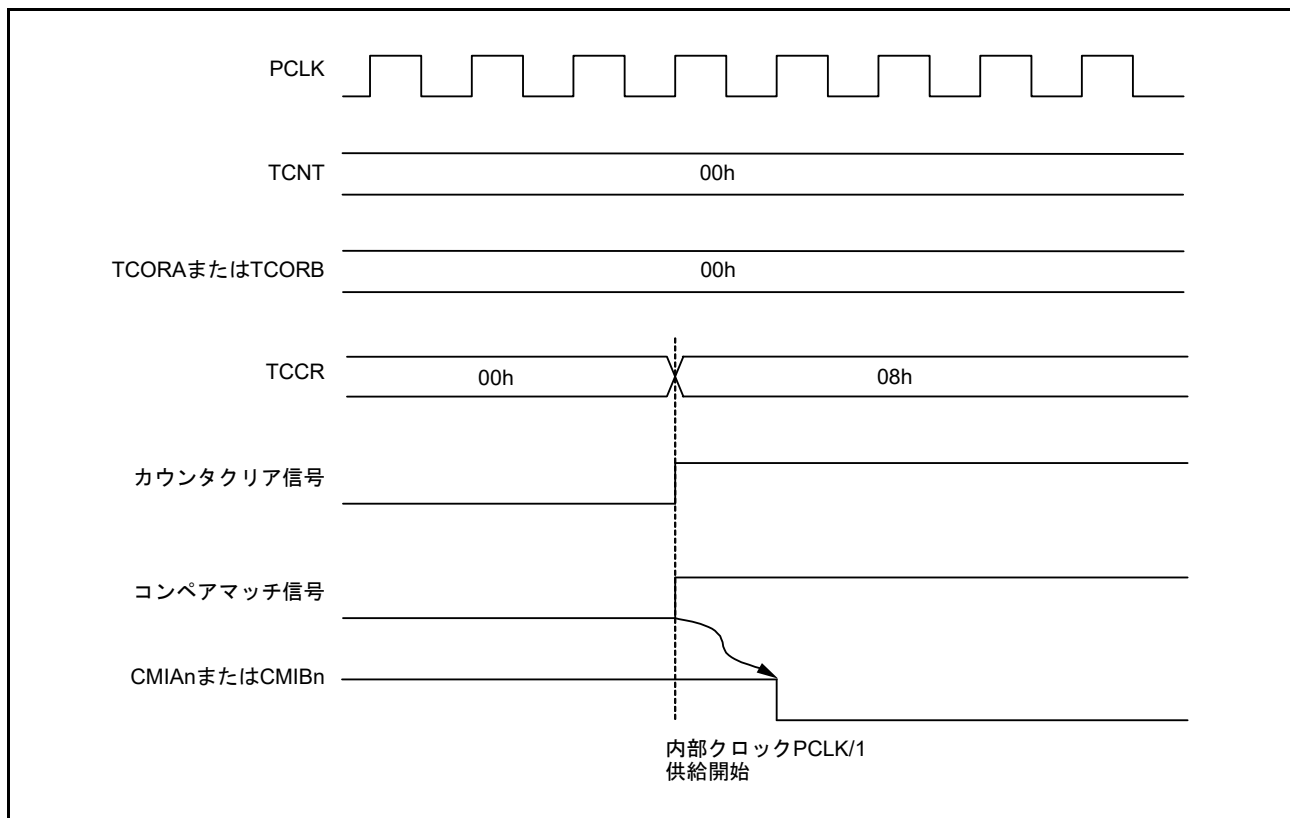 PCLK
TCNT
00h
TCORAまたはTCORB
00h
TCCR
00h
08h
カウンタクリア信号
コンペアマッチ信号
CMIAnまたはCMIBn
内部クロックPCLK/1
供給開始